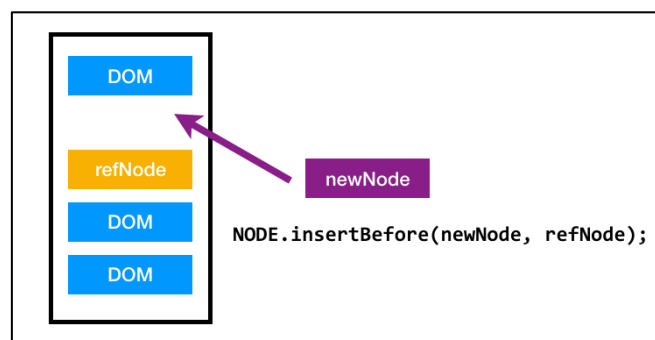 DOM
refNode
newNode
DOM
NODE.insertBefore(newNode, refNode);
DOM